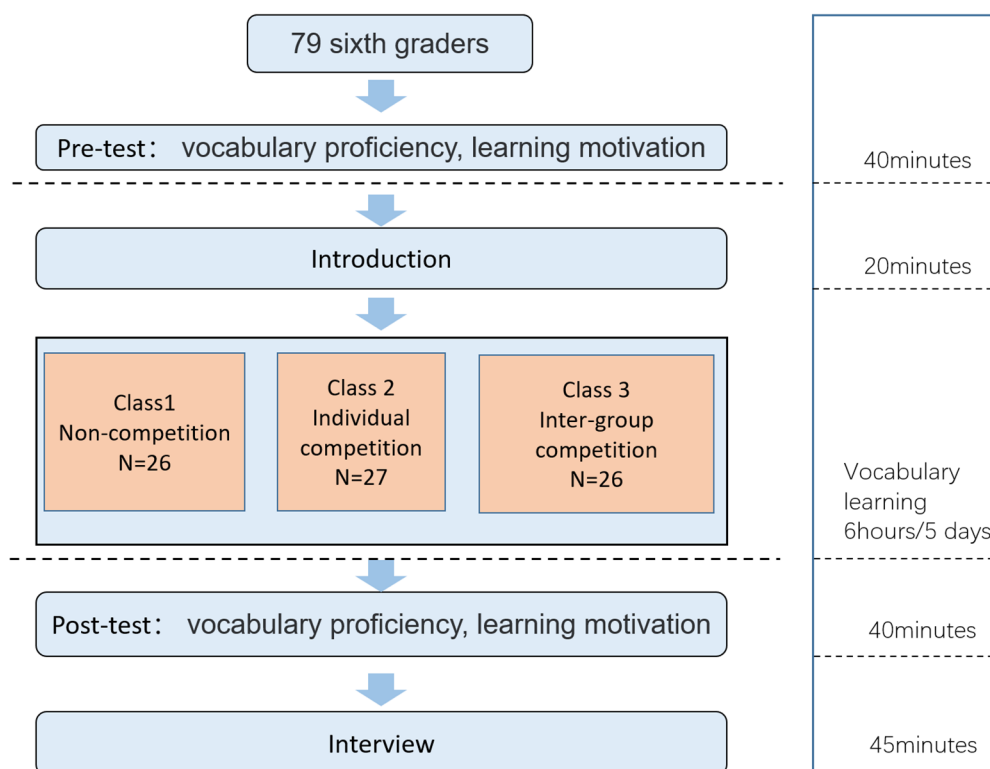 79 sixth graders
Pre-test： vocabulary proficiency, learning motivation
40minutes
Introduction
20minutes
Class1
Non-competition
N=26
Class 2
Individual
competition
N=27
Class 3
Inter-group
competition
N=26
Vocabulary
learning
6hours/5 days
Post-test： vocabulary proficiency, learning motivation
40minutes
Interview
45minutes